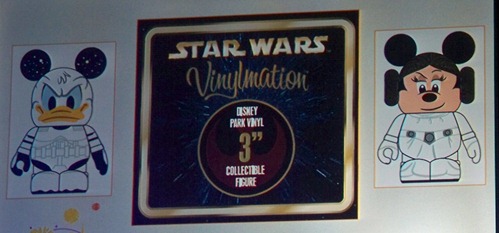 STAR WARS
Vinylmation
DISNEY
PARK VINYL
3"
COLLECTIBLE
FIGURE